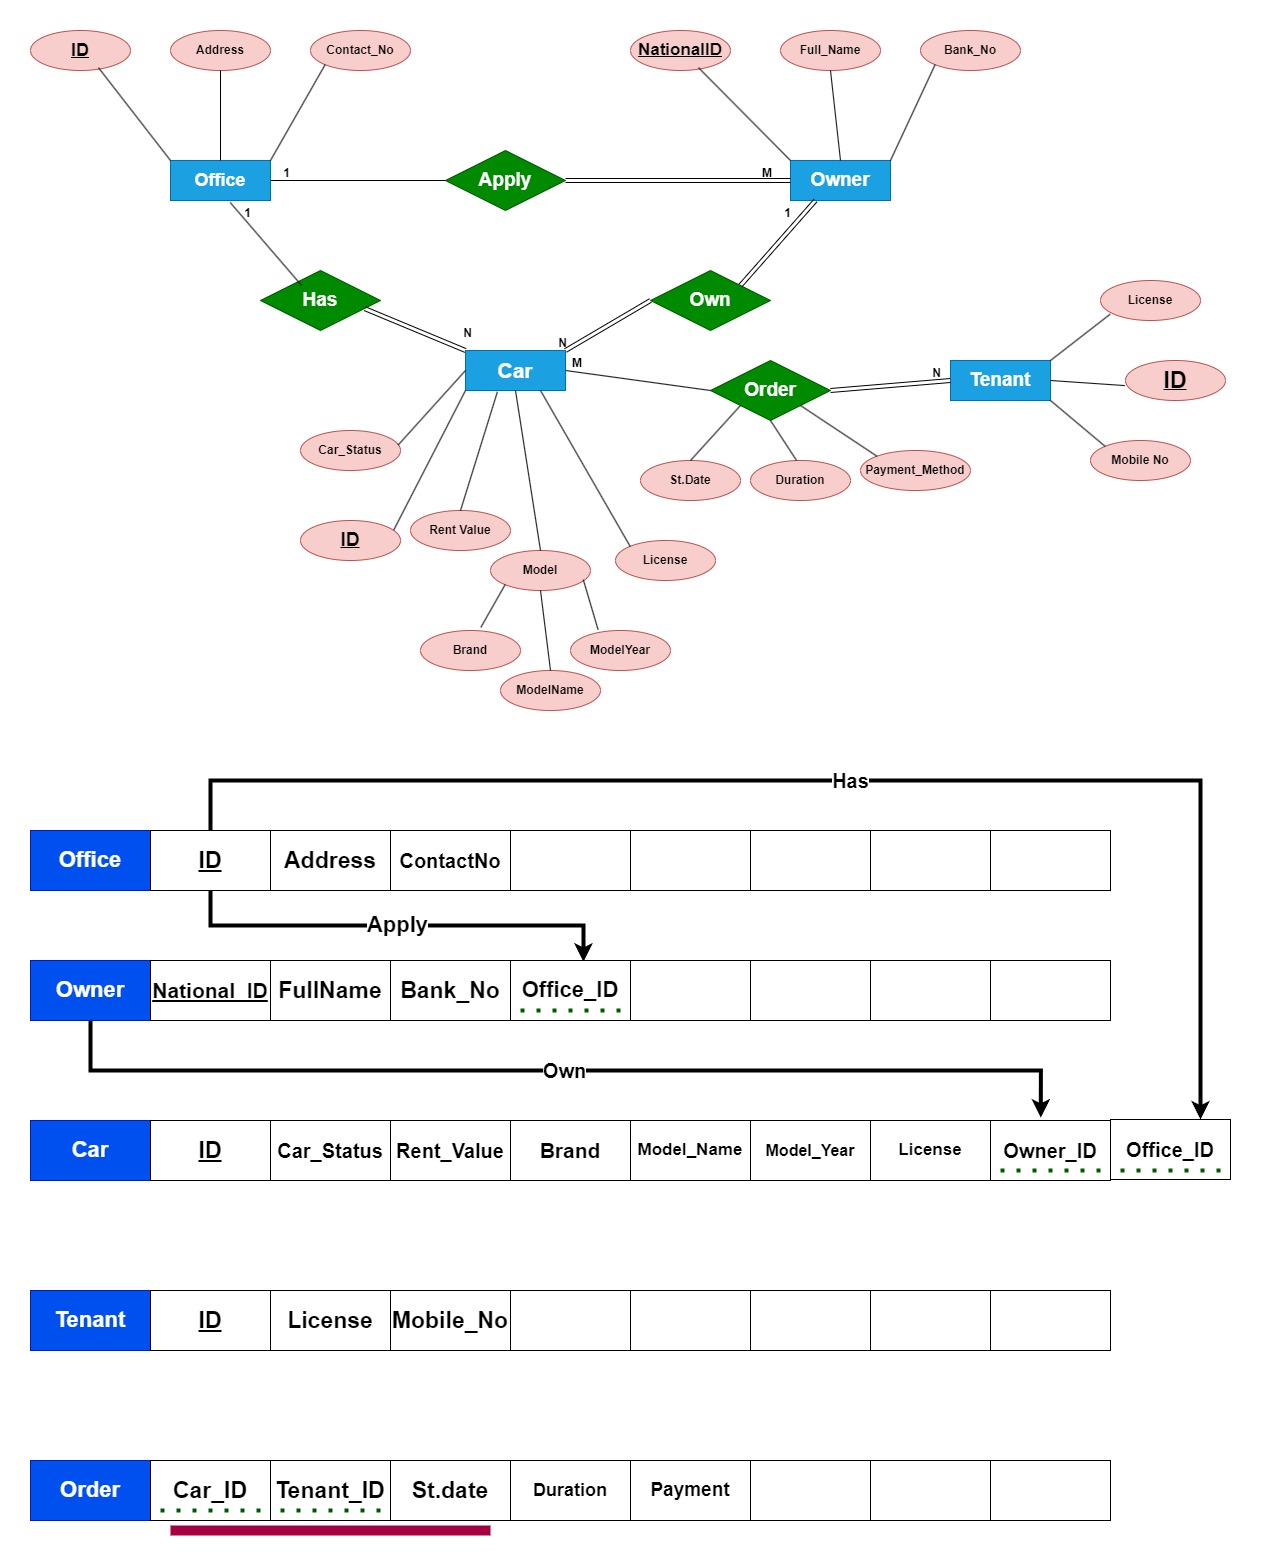 ID
Address
Contact_No
NationalID
Full_Name
Bank_No
Office
1
Apply
M
Owner
1
1
Has
Own
License
N
N
Car
M
Order
N
Tenant
ID
Car_Status
St.Date
Duration
Payment_Method
Mobile No
ID
Rent Value
Model
License
Brand
ModelName
ModelYear
Has
Office ID Address ContactNo
Apply
Owner National_ID FullName Bank_No Office_ID
Own
Car ID Car_Status Rent_Value Brand Model_Name Model_Year License Owner_ID Office_ID
Tenant ID License Mobile_No
Order Car_ID Tenant_ID St.date Duration Payment